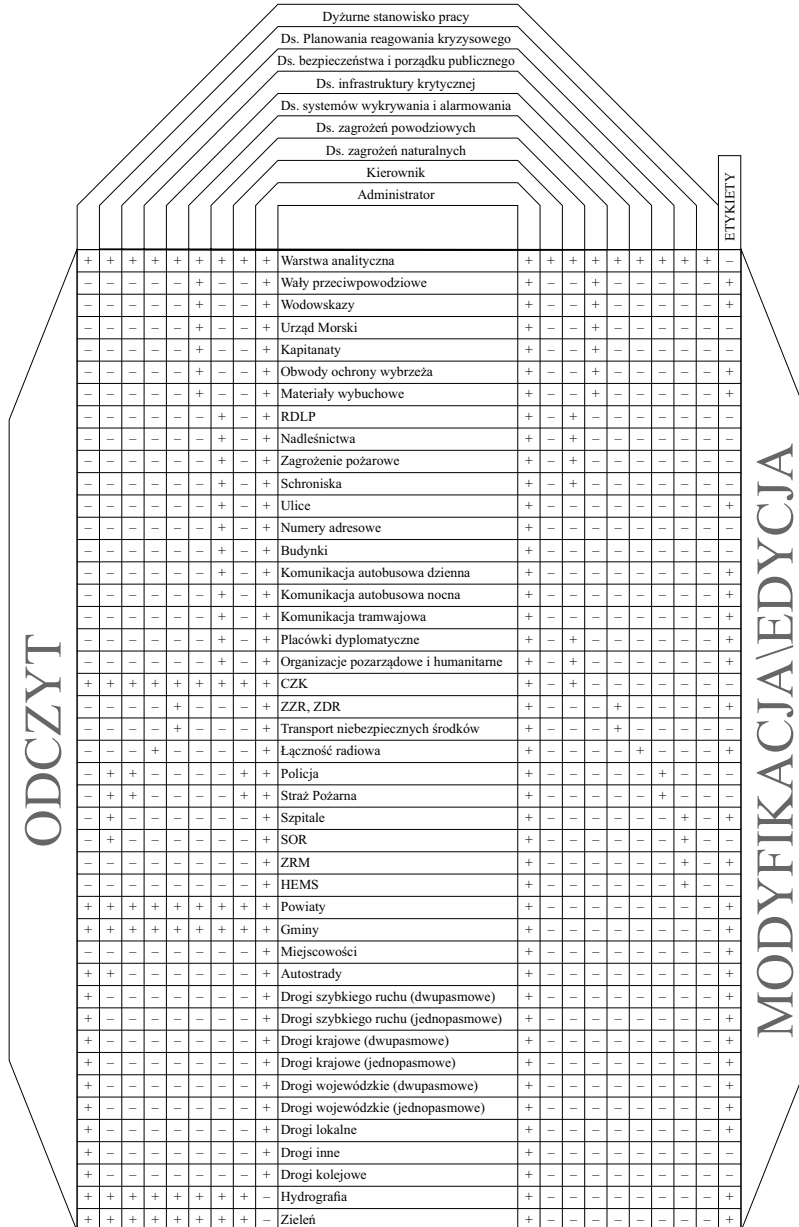 Dyżurne stanowisko pracy
Ds. Planowania reagowania kryzysowego
Ds. bezpieczeństwa i porządku publicznego
Ds. infrastruktury krytycznej
Ds. systemów wykrywania i alarmowania
Ds. zagrożeń powodziowych
Ds. zagrożeń naturalnych
Kierownik
Administrator
ETYKIETY
ODCZYT
+ + + + + + + + + Warstwa analityczna + + + + + + + + + −
− − − − − + − − + Wały przeciwpowodziowe + − − + − − − − − +
− − − − − + − − + Wodowskazy + − − + − − − − − +
− − − − − + − − + Urząd Morski + − − + − − − − − −
− − − − − + − − + Kapitanaty + − − + − − − − − −
− − − − − + − − + Obwody ochrony wybrzeża + − − + − − − − − +
− − − − − + − − + Materiały wybuchowe + − − + − − − − − +
− − − − − − + − + RDLP + − + − − − − − − −
− − − − − − + − + Nadleśnictwa + − + − − − − − − −
− − − − − − + − + Zagrożenie pożarowe + − + − − − − − − −
− − − − − − + − + Schroniska + − + − − − − − − −
− − − − − − + − + Ulice + − − − − − − − − +
− − − − − − + − + Numery adresowe + − − − − − − − − −
− − − − − − + − + Budynki + − − − − − − − − −
− − − − − − + − + Komunikacja autobusowa dzienna + − − − − − − − − +
− − − − − − + − + Komunikacja autobusowa nocna + − − − − − − − − +
− − − − − − + − + Komunikacja tramwajowa + − − − − − − − − +
− − − − − − + − + Placówki dyplomatyczne + − + − − − − − − +
− − − − − − + − + Organizacje pozarządowe i humanitarne + − + − − − − − − +
+ + + + + + + + + CZK + − + − − − − − − −
− − − − + − − − + ZZR, ZDR + − − − + − − − − +
− − − − + − − − + Transport niebezpiecznych środków + − − − + − − − − −
− − − + − − − − + Łączność radiowa + − − − − + − − − +
− + + − − − − + + Policja + − − − − − + − − −
− + + − − − − + + Straż Pożarna + − − − − − + − − −
− + − − − − − − + Szpitale + − − − − − − + − +
− + − − − − − − + SOR + − − − − − − + − −
− − − − − − − − + ZRM + − − − − − − + − +
− − − − − − − − + HEMS + − − − − − − + − −
+ + + + + + + + + Powiaty + − − − − − − − − +
+ + + + + + + + + Gminy + − − − − − − − − +
− − − − − − − − + Miejscowości + − − − − − − − − +
+ + − − − − − − + Autostrady + − − − − − − − − +
+ − − − − − − − + Drogi szybkiego ruchu (dwupasmowe) + − − − − − − − − +
+ − − − − − − − + Drogi szybkiego ruchu (jednopasmowe) + − − − − − − − − +
+ − − − − − − − + Drogi krajowe (dwupasmowe) + − − − − − − − − +
+ − − − − − − − + Drogi krajowe (jednopasmowe) + − − − − − − − − +
+ − − − − − − − + Drogi wojewódzkie (dwupasmowe) + − − − − − − − − +
+ − − − − − − − + Drogi wojewódzkie (jednopasmowe) + − − − − − − − − +
+ − − − − − − − + Drogi lokalne + − − − − − − − − +
+ − − − − − − − + Drogi inne + − − − − − − − − −
+ − − − − − − − + Drogi kolejowe + − − − − − − − − −
+ + + + + + + + − Hydrografia + − − − − − − − − +
+ + + + + + + + − Zieleń + − − − − − − − − +
MODYFIKACJA\EDYCJA